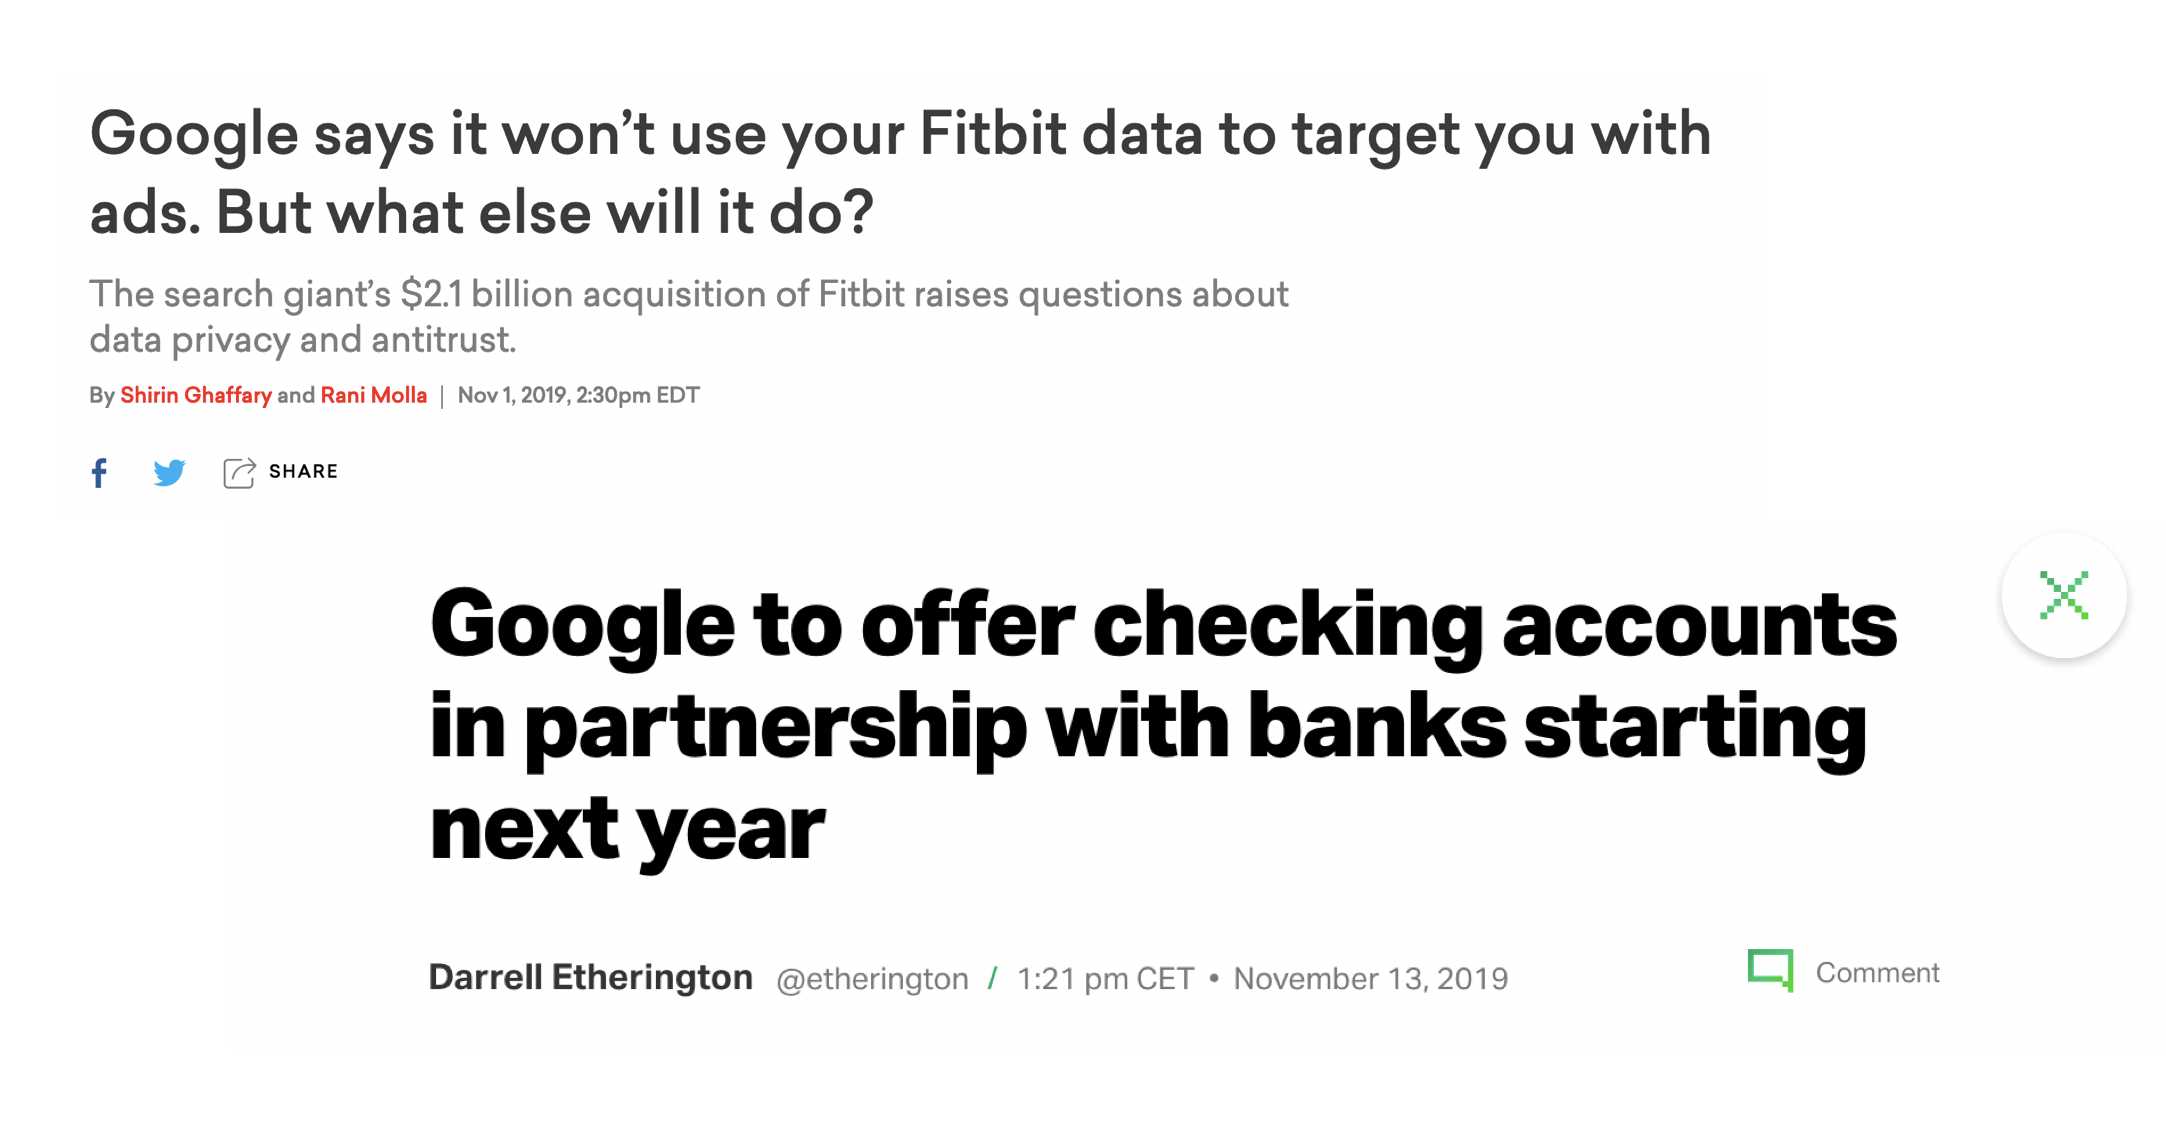 Google says it won’t use your Fitbit data to target you with
ads. But what else will it do?
The search giant’s $2.1 billion acquisition of Fitbit raises questions about
data privacy and antitrust.
By Shirin Ghaffary and Rani Molla | Nov 1, 2019, 2:30pm EDT
SHARE
Google to offer checking accounts
in partnership with banks starting
next year
Darrell Etherington @etherington / 1:21 pm CET • November 13, 2019 Comment